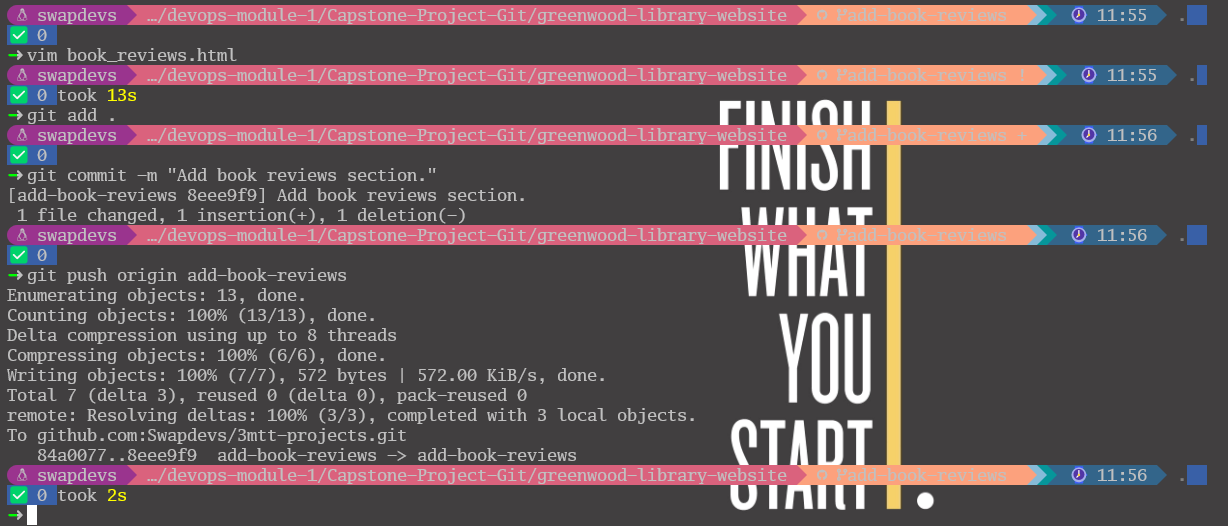 swapdevs …/devops-module-1/Capstone-Project-Git/greenwood-library-website add-book-reviews 11:55
0
vim book_reviews.html
swapdevs …/devops-module-1/Capstone-Project-Git/greenwood-library-website add-book-reviews ! 11:55
0 took 13s
git add .
swapdevs …/devops-module-1/Capstone-Project-Git/greenwood-library-website add-book-reviews + 11:56
0
git commit -m "Add book reviews section."
[add-book-reviews 8eee9f9] Add book reviews section.
1 file changed, 1 insertion(+), 1 deletion(-)
swapdevs …/devops-module-1/Capstone-Project-Git/greenwood-library-website add-book-reviews 11:56
0
git push origin add-book-reviews
Enumerating objects: 13, done.
Counting objects: 100% (13/13), done.
Delta compression using up to 8 threads
Compressing objects: 100% (6/6), done.
Writing objects: 100% (7/7), 572 bytes | 572.00 KiB/s, done.
Total 7 (delta 3), reused 0 (delta 0), pack-reused 0
remote: Resolving deltas: 100% (3/3), completed with 3 local objects.
To github.com:Swapdevs/3mtt-projects.git
84a0077..8eee9f9 add-book-reviews -> add-book-reviews
swapdevs …/devops-module-1/Capstone-Project-Git/greenwood-library-website add-book-reviews 11:56
0 took 2s
FINISH
WHAT
YOU
START.